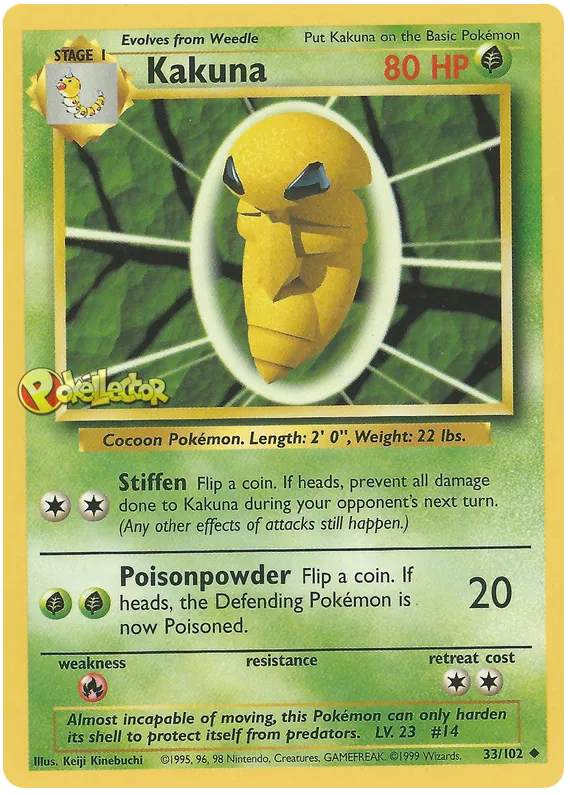 Evolves from Weedle
Put Kakuna on the Basic Pokémon
STAGE 1
Kakuna
80 HP
PokéLlector
Cocoon Pokémon. Length: 2' 0", Weight: 22 lbs.
Stiffen Flip a coin. If heads, prevent all damage
done to Kakuna during your opponent's next turn.
(Any other effects of attacks still happen.)
Poisonpowder Flip a coin. If
heads, the Defending Pokémon is
now Poisoned.
20
weakness
resistance
retreat cost
Almost incapable of moving, this Pokémon can only harden
its shell to protect itself from predators. LV. 23 #14
Illus. Keiji Kinebuchi
©1995, 96, 98 Nintendo, Creatures, GAMEFREAK. ©1999 Wizards.
33/102